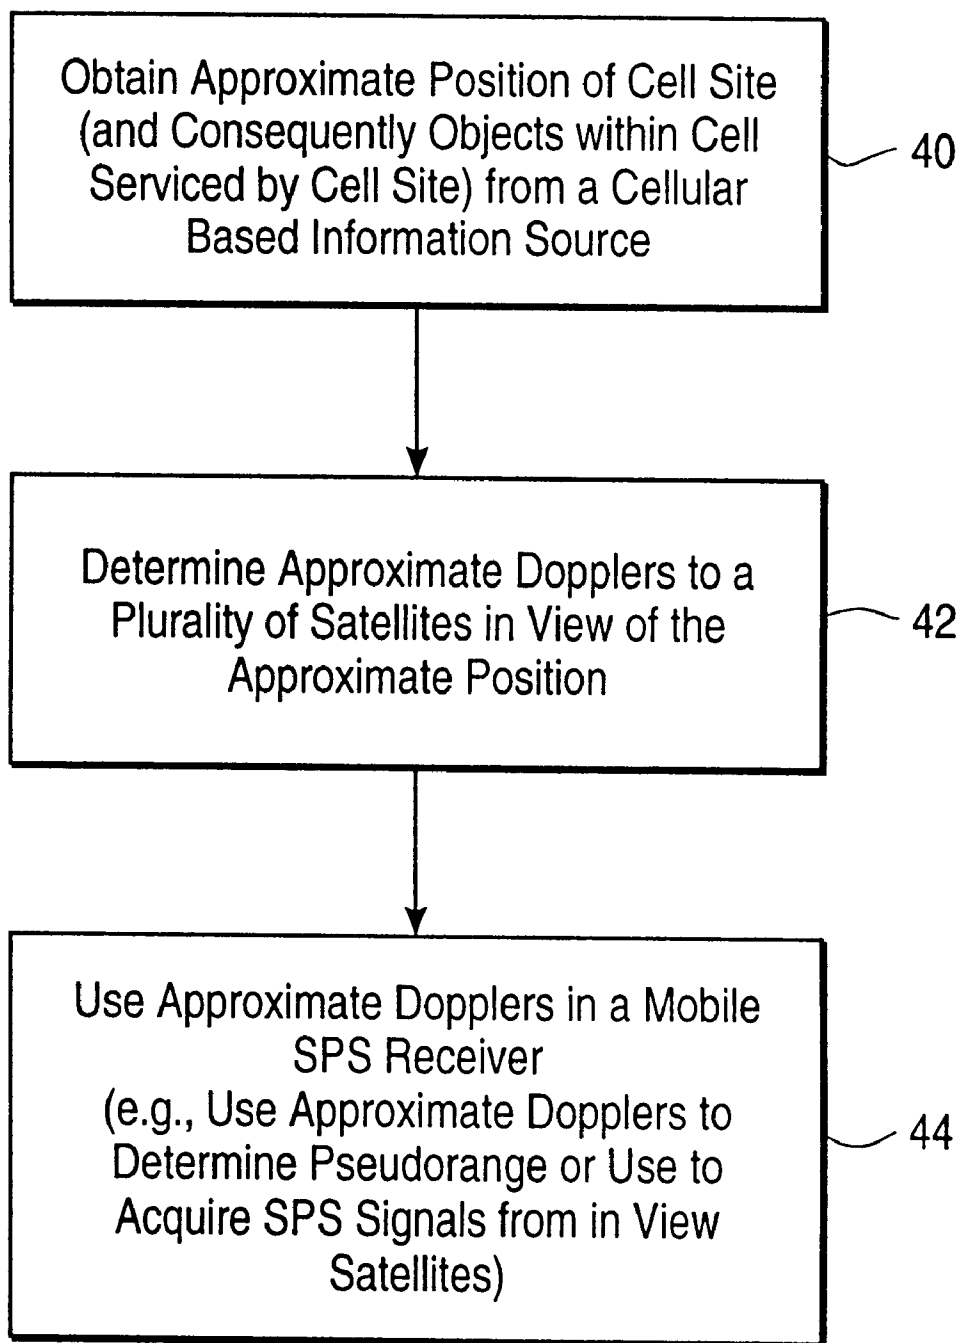 Obtain Approximate Position of Cell Site
(and Consequently Objects within Cell
Serviced by Cell Site) from a Cellular
Based Information Source
40
Determine Approximate Dopplers to a
Plurality of Satellites in View of the
Approximate Position
42
Use Approximate Dopplers in a Mobile
SPS Receiver
(e.g., Use Approximate Dopplers to
Determine Pseudorange or Use to
Acquire SPS Signals from in View
Satellites)
44